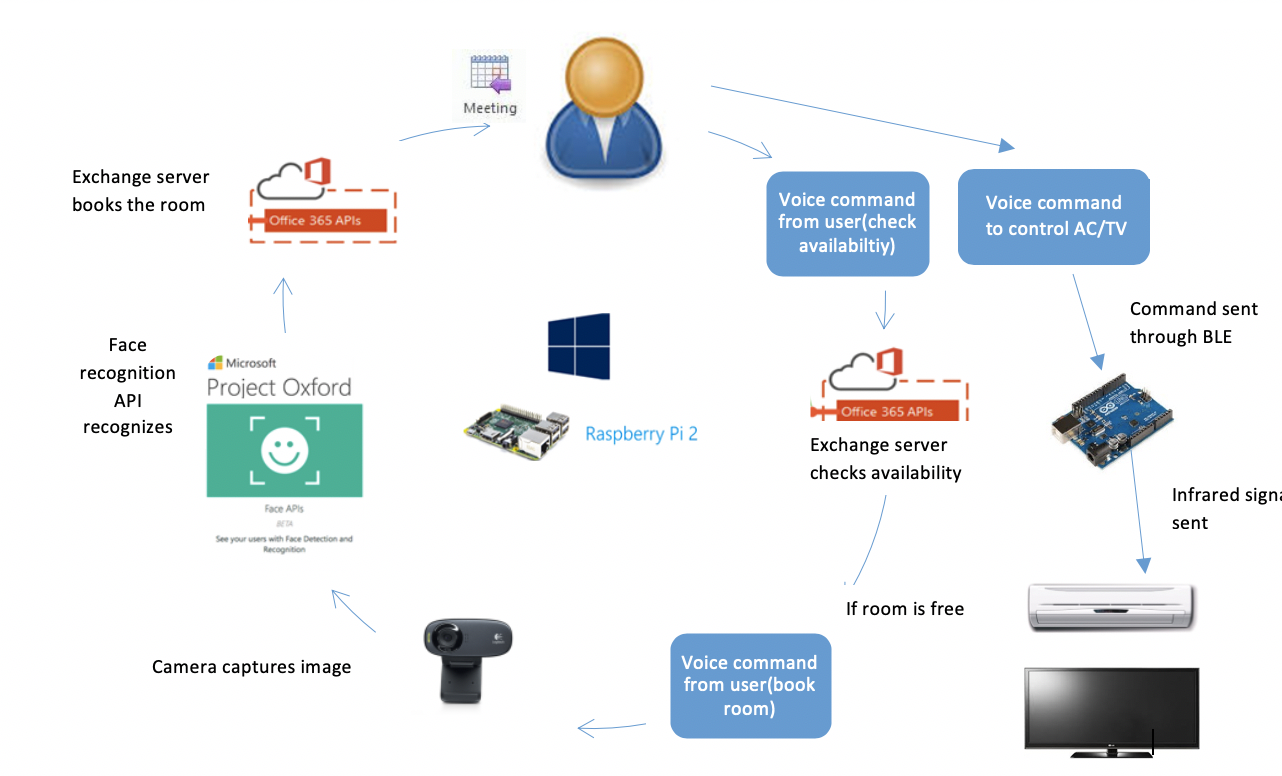 Meeting
Exchange server
books the room
Office 365 APIs
Voice command
from user(check
availabiltiy)
Voice command
to control AC/TV
Command sent
through BLE
Face
recognition
API
recognizes
Microsoft
Project Oxford
Face APIs
BETA
See your users with Face Detection and
Recognition
Raspberry Pi 2
Office 365 APIs
Exchange server
checks availability
Infrared signa
sent
If room is free
Camera captures image
Voice command
from user(book
room)